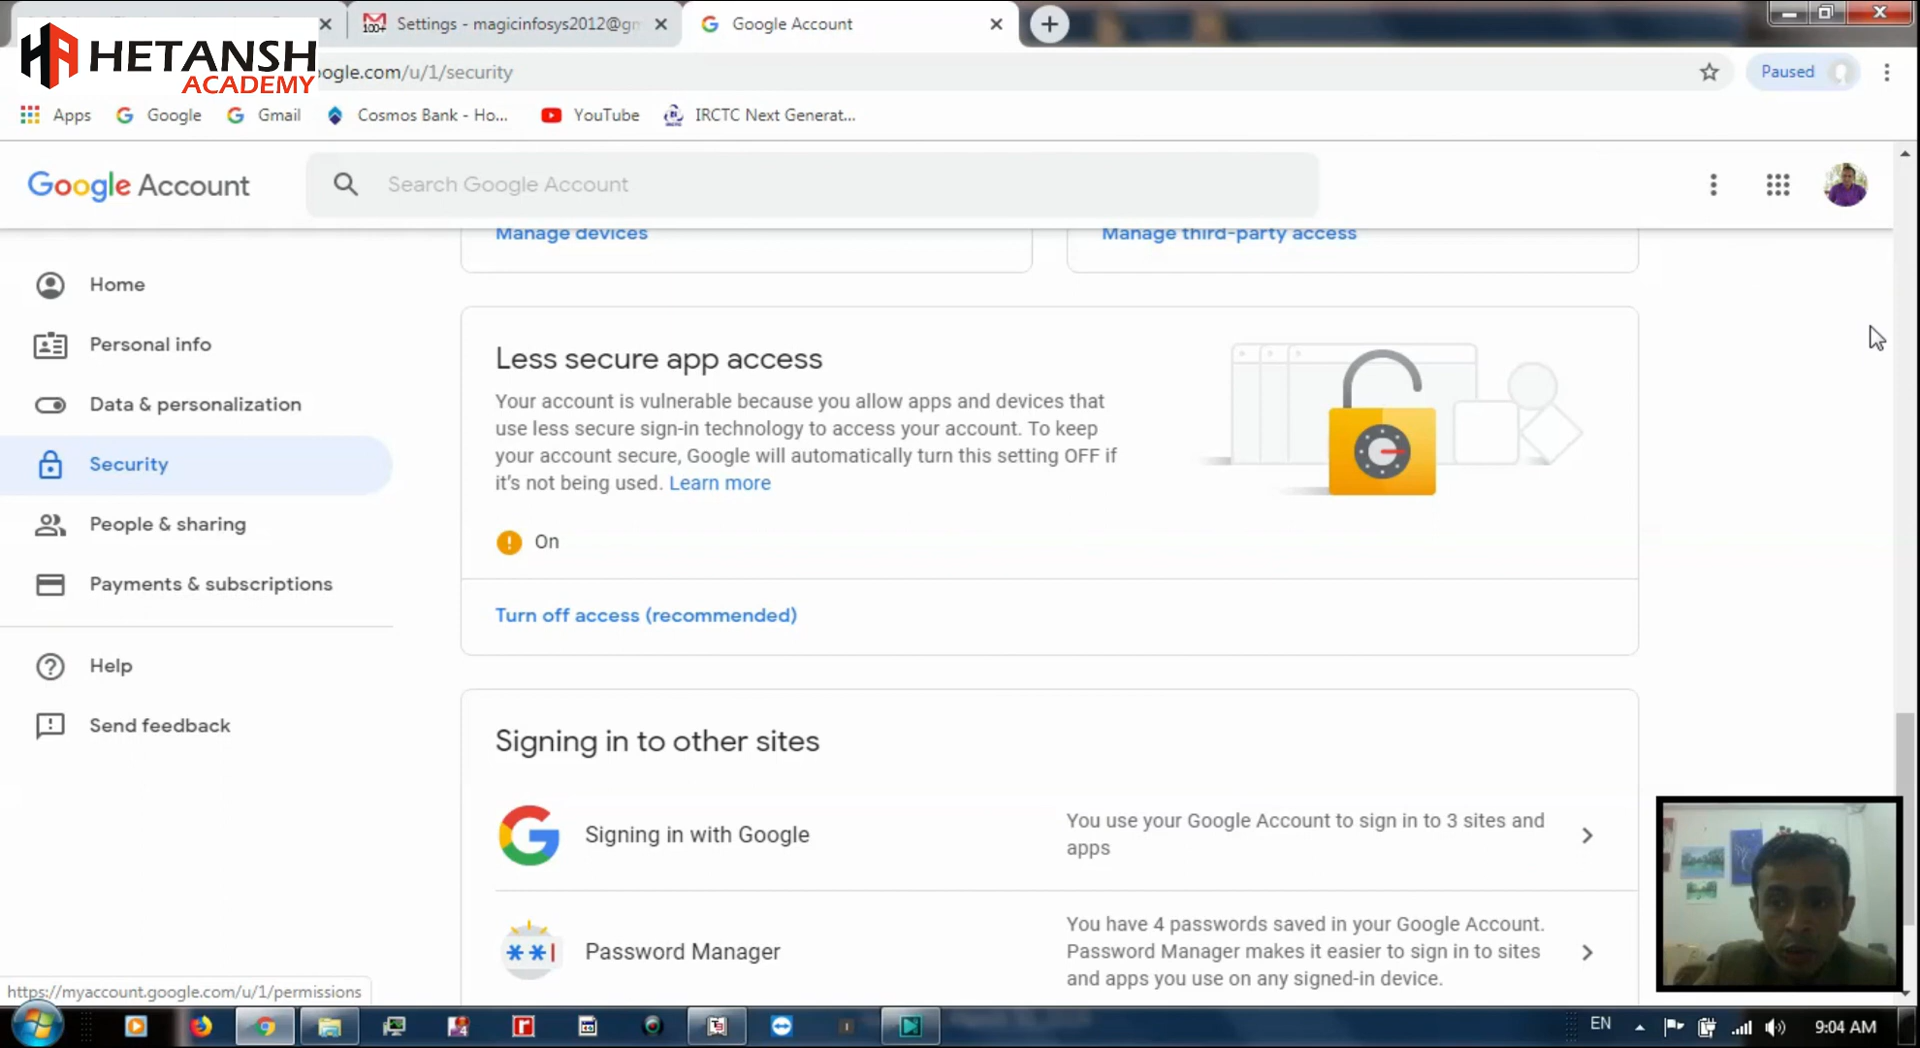 Settings - magicinfosys2012@gm
Google Account
HETANSH
ACADEMY
ogle.com/u/1/security
Paused
Apps
Google
Gmail
Cosmos Bank - Ho...
YouTube
IRCTC Next Generat...
Google Account
Search Google Account
Manage devices
Manage third-party access
Home
Personal info
Data & personalization
Security
People & sharing
Payments & subscriptions
Help
Send feedback
Less secure app access
Your account is vulnerable because you allow apps and devices that
use less secure sign-in technology to access your account. To keep
your account secure, Google will automatically turn this setting OFF if
it's not being used. Learn more
On
Turn off access (recommended)
Signing in to other sites
Signing in with Google
You use your Google Account to sign in to 3 sites and
apps
Password Manager
You have 4 passwords saved in your Google Account.
Password Manager makes it easier to sign in to sites
and apps you use on any signed-in device.
https://myaccount.google.com/u/1/permissions
EN
9:04 AM